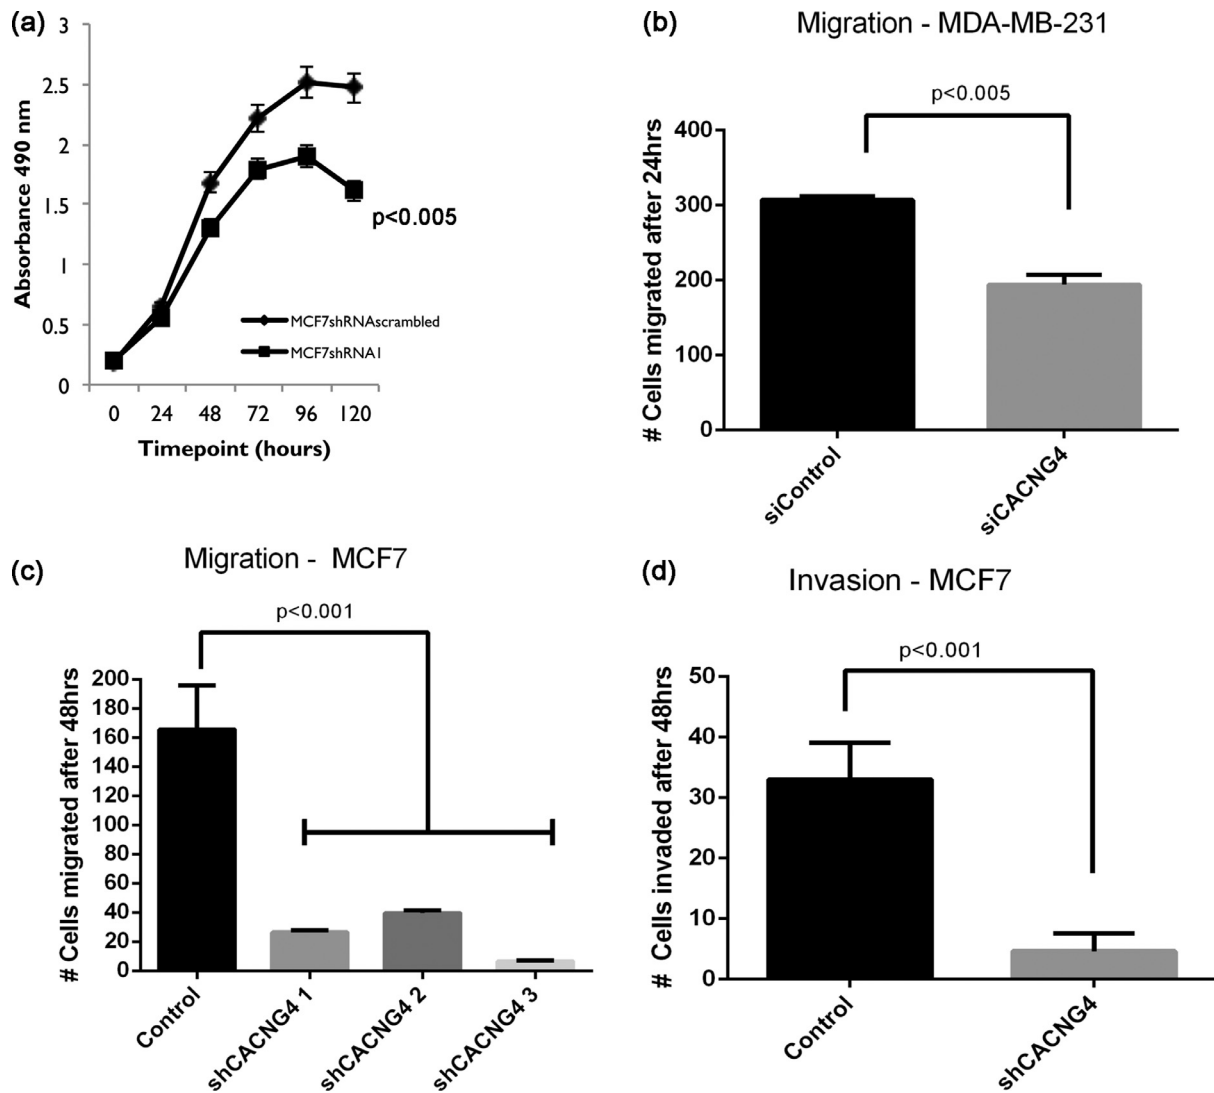 (a)
3
2.5
2
1.5
1
0.5
0
Absorbance 490 nm
p<0.005
MCF7shRNAscrambled
MCF7shRNA1
0 24 48 72 96 120
Timepoint (hours)
(b)
Migration - MDA-MB-231
p<0.005
# Cells migrated after 24hrs
400
300
200
100
0
siControl
siCACNG4
(c)
Migration - MCF7
p<0.001
# Cells migrated after 48hrs
200
180
160
140
120
100
80
60
40
20
0
Control
shCACNG4 1
shCACNG4 2
shCACNG4 3
(d)
Invasion - MCF7
p<0.001
# Cells invaded after 48hrs
50
40
30
20
10
0
Control
shCACNG4